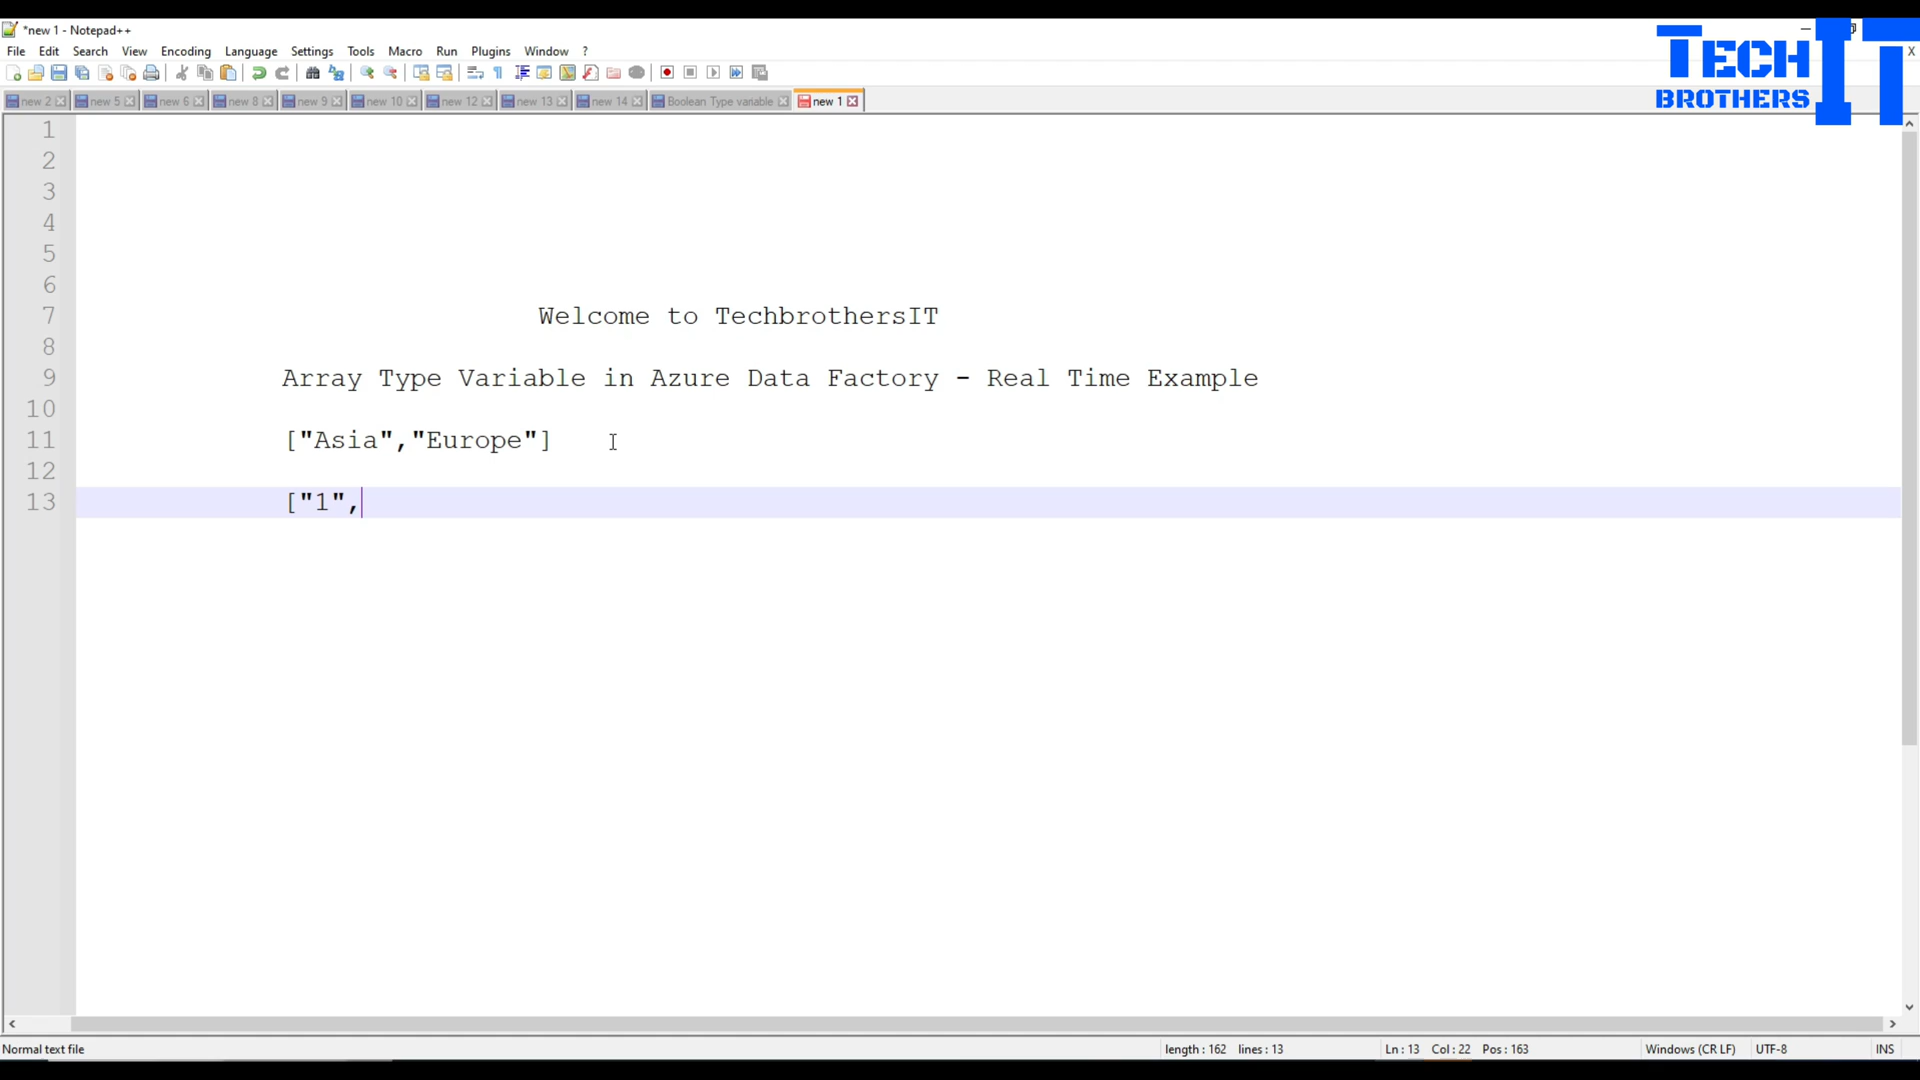 *new 1 - Notepad++
TECH IT
BROTHERS
File Edit Search View Encoding Language Settings Tools Macro Run Plugins Window ?
X
new 2 new 5 new 6 new 8 new 9 new 10 new 12 new 13 new 14 Boolean Type variable new 1
1
2
3
4
5
6
7 Welcome to TechbrothersIT
8
9 Array Type Variable in Azure Data Factory - Real Time Example
10
11 ["Asia","Europe"]
12
13 ["1",
Normal text file length : 162 lines : 13 Ln : 13 Col : 22 Pos : 163 Windows (CR LF) UTF-8 INS